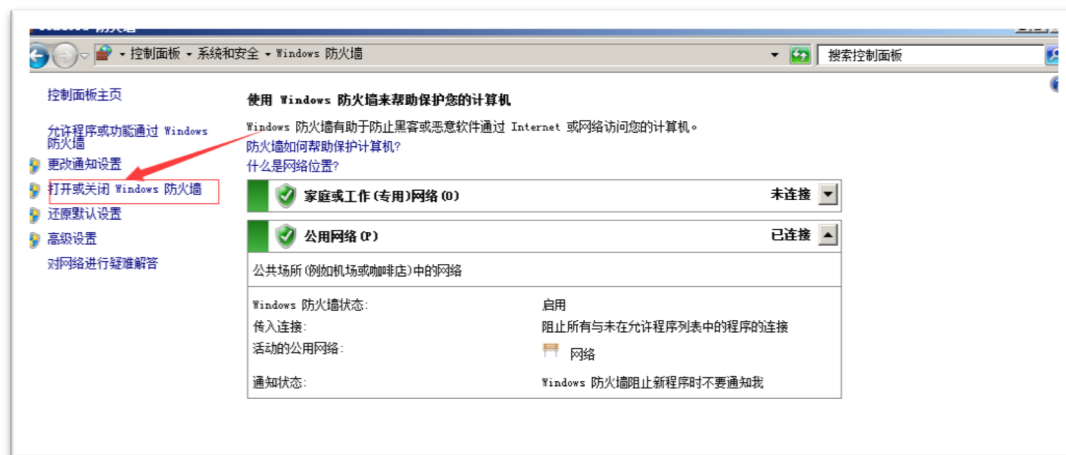 控制面板 系统和安全 Windows 防火墙
搜索控制面板
控制面板主页
允许程序或功能通过 Windows
防火墙
更改通知设置
打开或关闭 Windows 防火墙
还原默认设置
高级设置
对网络进行疑难解答
使用 Windows 防火墙来帮助保护您的计算机
Windows 防火墙有助于防止黑客或恶意软件通过 Internet 或网络访问您的计算机。
防火墙如何帮助保护计算机?
什么是网络位置?
家庭或工作(专用)网络(O) 未连接
公用网络(P) 已连接
公共场所(例如机场或咖啡店)中的网络
Windows 防火墙状态: 启用
传入连接: 阻止所有与未在允许程序列表中的程序的连接
活动的公用网络: 网络
通知状态: Windows 防火墙阻止新程序时不要通知我